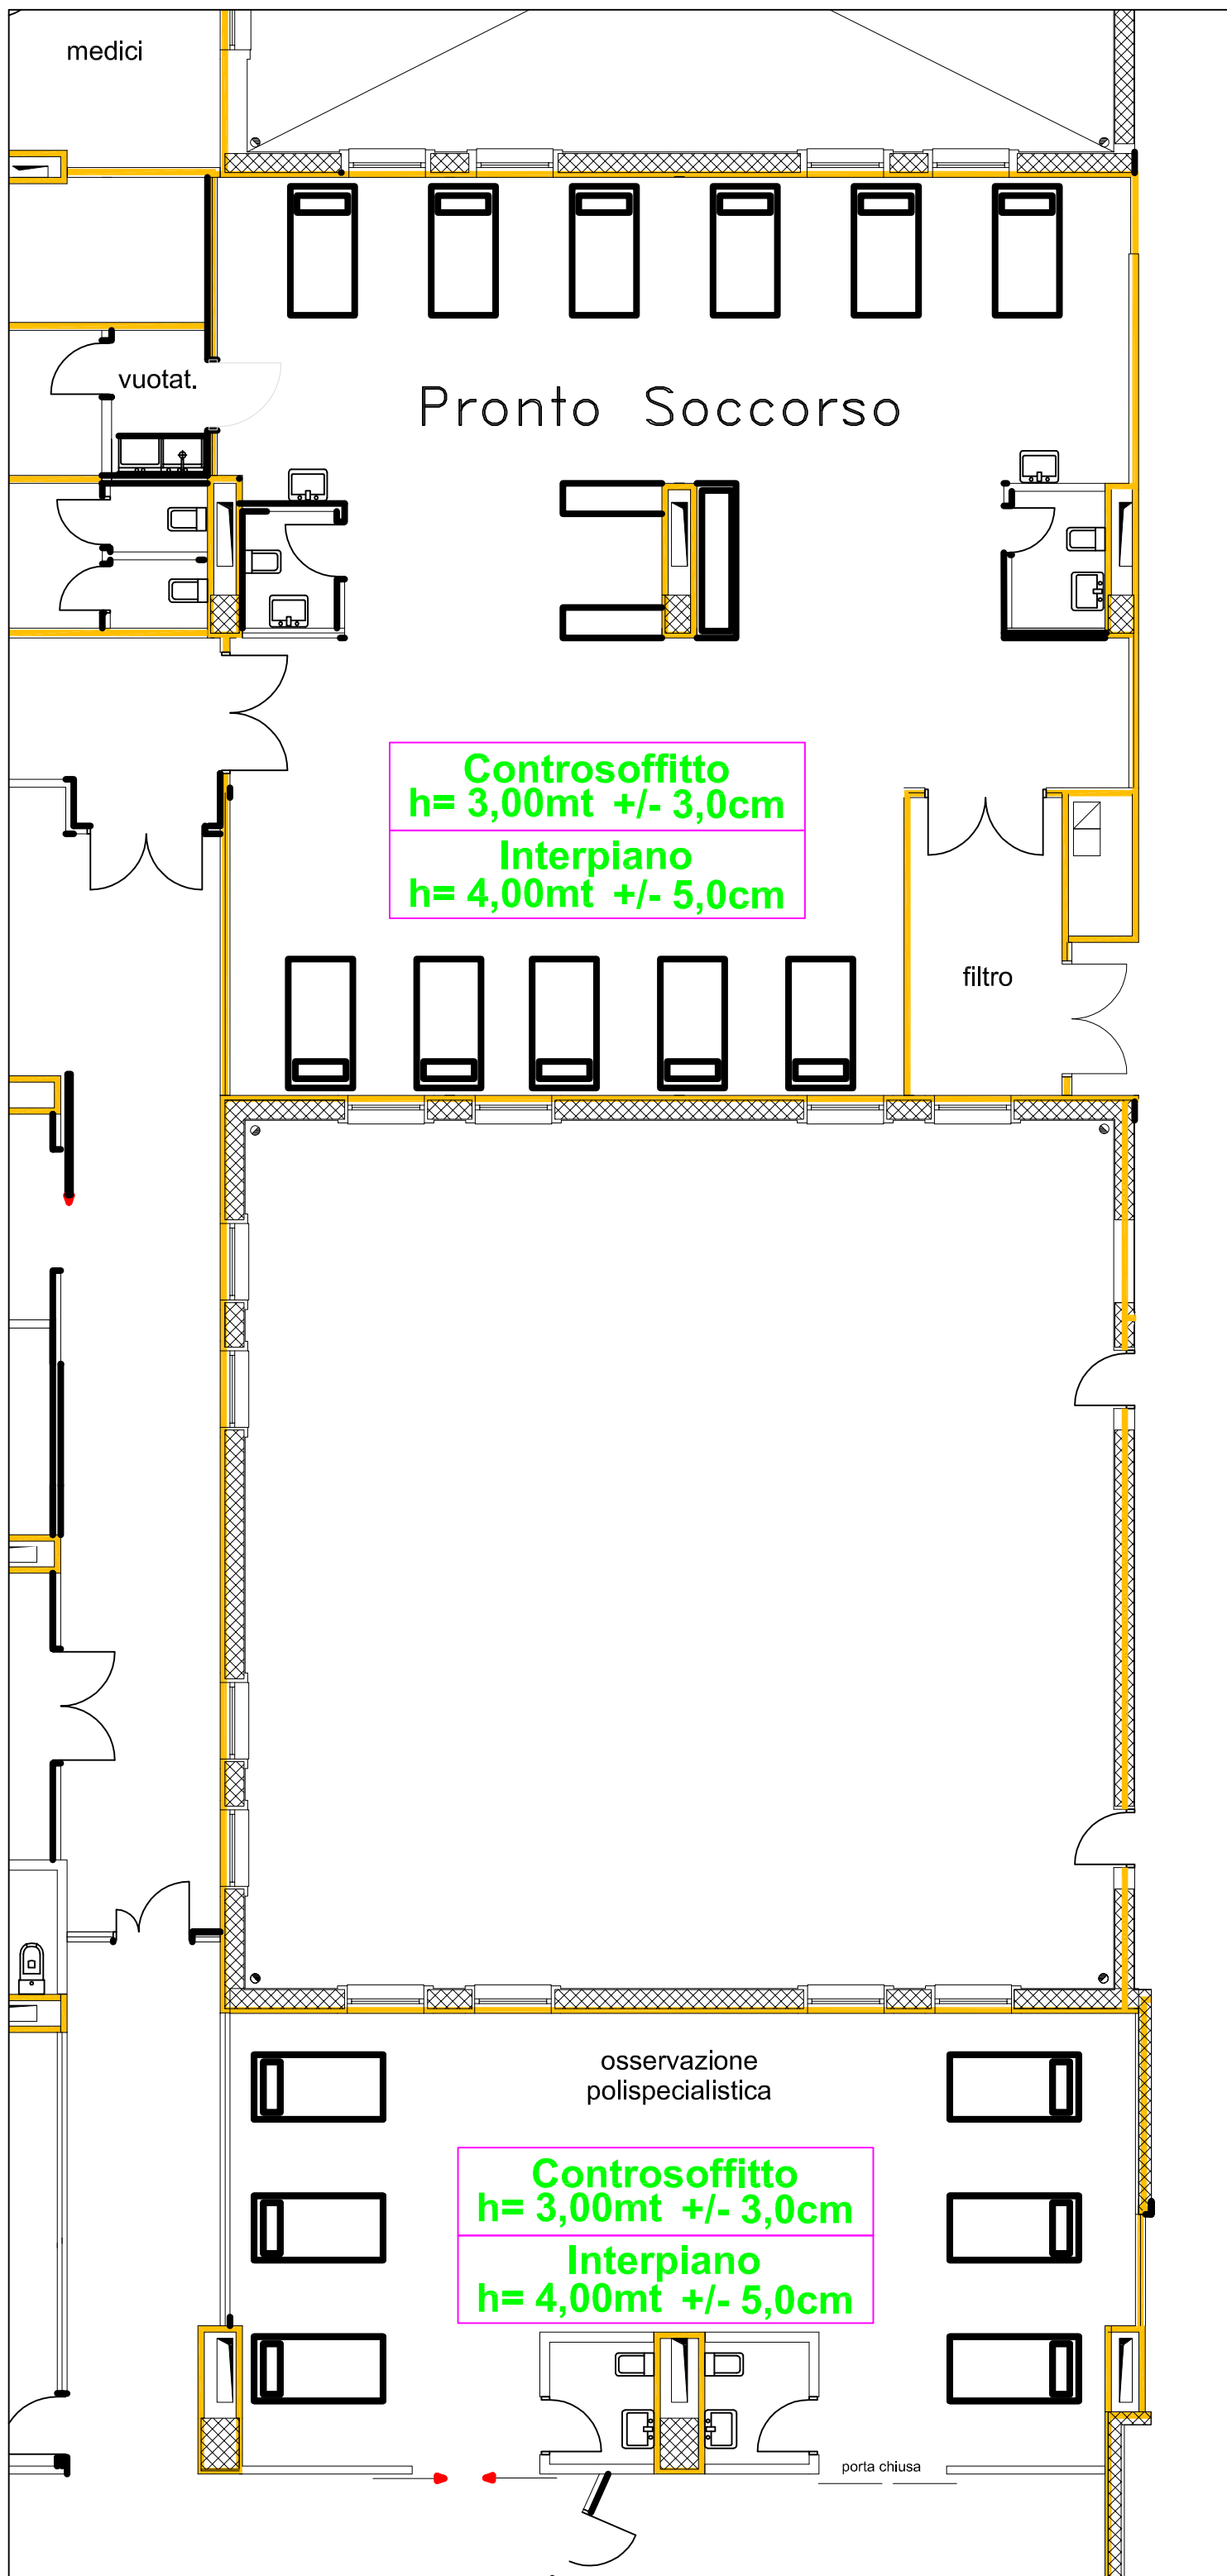 medici
vuotat.
Pronto Soccorso
Controsoffitto
h= 3,00mt +/- 3,0cm
Interpiano
h= 4,00mt +/- 5,0cm
filtro
osservazione
polispecialistica
Controsoffitto
h= 3,00mt +/- 3,0cm
Interpiano
h= 4,00mt +/- 5,0cm
porta chiusa